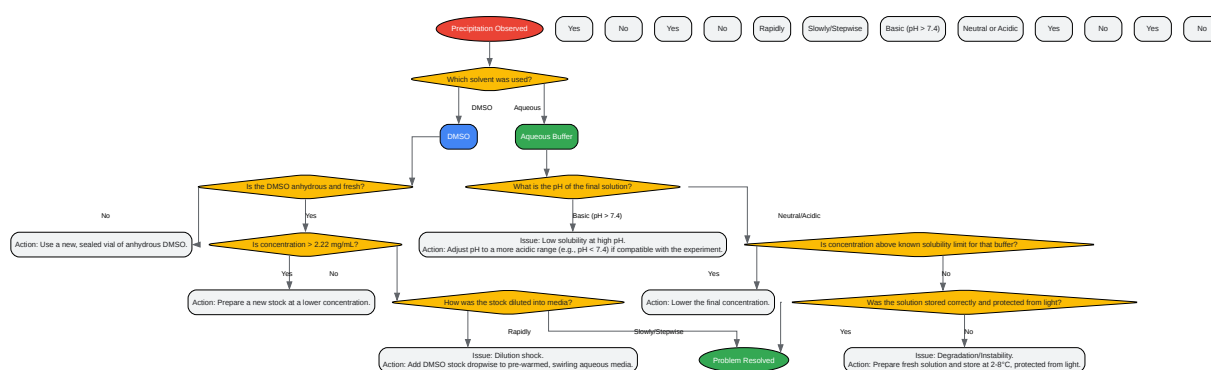 Precipitation Observed
Yes
No
Yes
No
Rapidly
Slowly/Stepwise
Basic (pH > 7.4)
Neutral or Acidic
Yes
No
Yes
No
Which solvent was used?
DMSO
Aqueous
DMSO
Aqueous Buffer
Is the DMSO anhydrous and fresh?
What is the pH of the final solution?
No
Yes
Basic (pH > 7.4)
Neutral/Acidic
Action: Use a new, sealed vial of anhydrous DMSO.
Is concentration > 2.22 mg/mL?
Issue: Low solubility at high pH.
Action: Adjust pH to a more acidic range (e.g., pH < 7.4) if compatible with the experiment.
Is concentration above known solubility limit for that buffer?
Yes
No
Yes
No
Action: Prepare a new stock at a lower concentration.
How was the stock diluted into media?
Action: Lower the final concentration.
Was the solution stored correctly and protected from light?
Rapidly
Slowly/Stepwise
Yes
No
Issue: Dilution shock.
Action: Add DMSO stock dropwise to pre-warmed, swirling aqueous media.
Problem Resolved
Issue: Degradation/Instability.
Action: Prepare fresh solution and store at 2-8°C, protected from light.